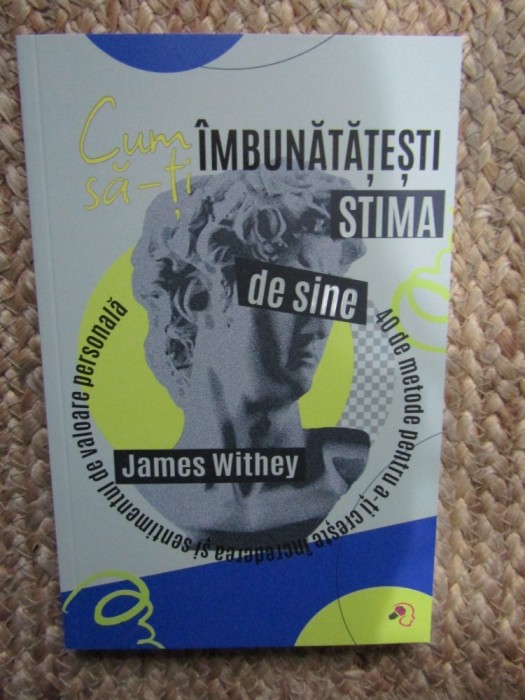 Cum
să-ți
ÎMBUNĂTĂȚEȘTI
STIMA
de sine
40 de metode pentru a-ți crește încrederea și sentimentul de valoare personală
James Withey